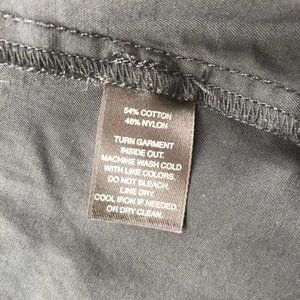 54% COTTON
46% NYLON
TURN GARMENT
INSIDE OUT.
MACHINE WASH COLD
WITH LIKE COLORS.
DO NOT BLEACH.
LINE DRY.
COOL IRON IF NEEDED.
OR DRY CLEAN.